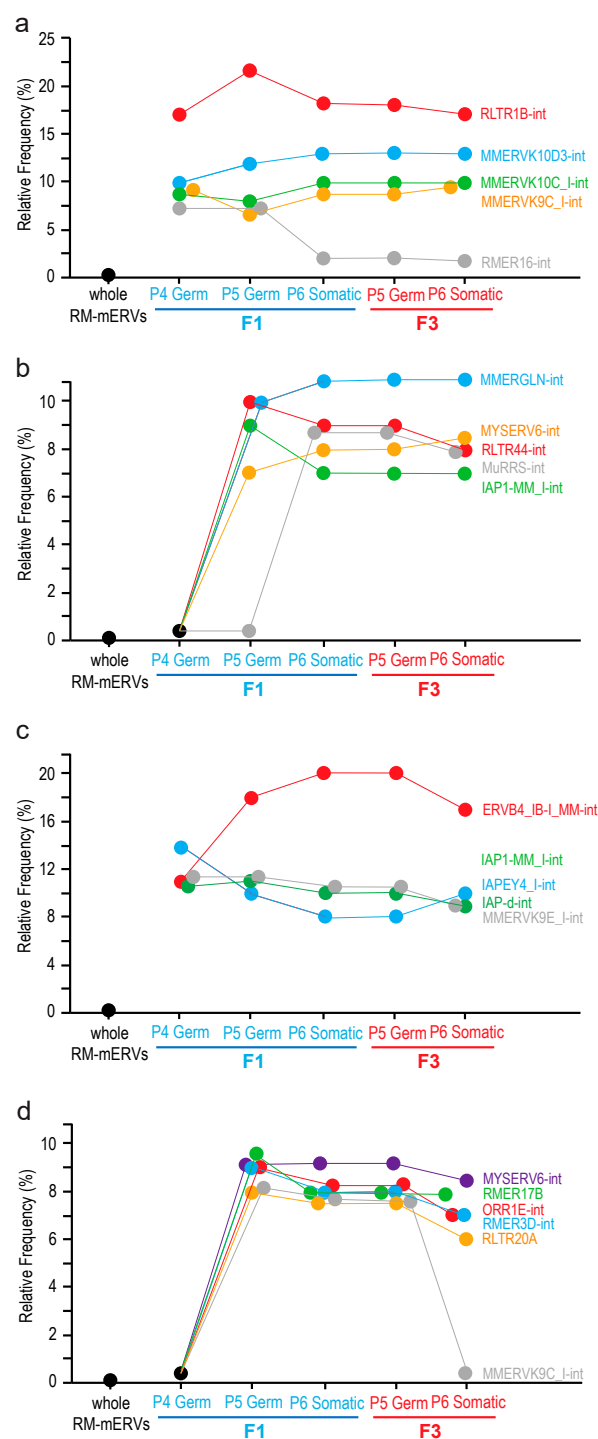 a
25
20
15
10
5
0
Relative Frequency (%)
RLTR1B-int
MMERVK10D3-int
MMERVK10C_I-int
MMERVK9C_I-int
RMER16-int
whole
RM-mERVs
P4 Germ P5 Germ P6 Somatic P5 Germ P6 Somatic
F1 F3
b
10
8
6
4
2
0
Relative Frequency (%)
MMERGLN-int
MYSERV6-int
RLTR44-int
MuRRS-int
IAP1-MM_I-int
whole
RM-mERVs
P4 Germ P5 Germ P6 Somatic P5 Germ P6 Somatic
F1 F3
c
20
16
12
8
4
0
Relative Frequency (%)
ERVB4_IB-I_MM-int
IAP1-MM_I-int
IAPEY4_I-int
IAP-d-int
MMERVK9E_I-int
whole
RM-mERVs
P4 Germ P5 Germ P6 Somatic P5 Germ P6 Somatic
F1 F3
d
10
8
6
4
2
0
Relative Frequency (%)
MYSERV6-int
RMER17B
ORR1E-int
RMER3D-int
RLTR20A
MMERVK9C_I-int
whole
RM-mERVs
P4 Germ P5 Germ P6 Somatic P5 Germ P6 Somatic
F1 F3